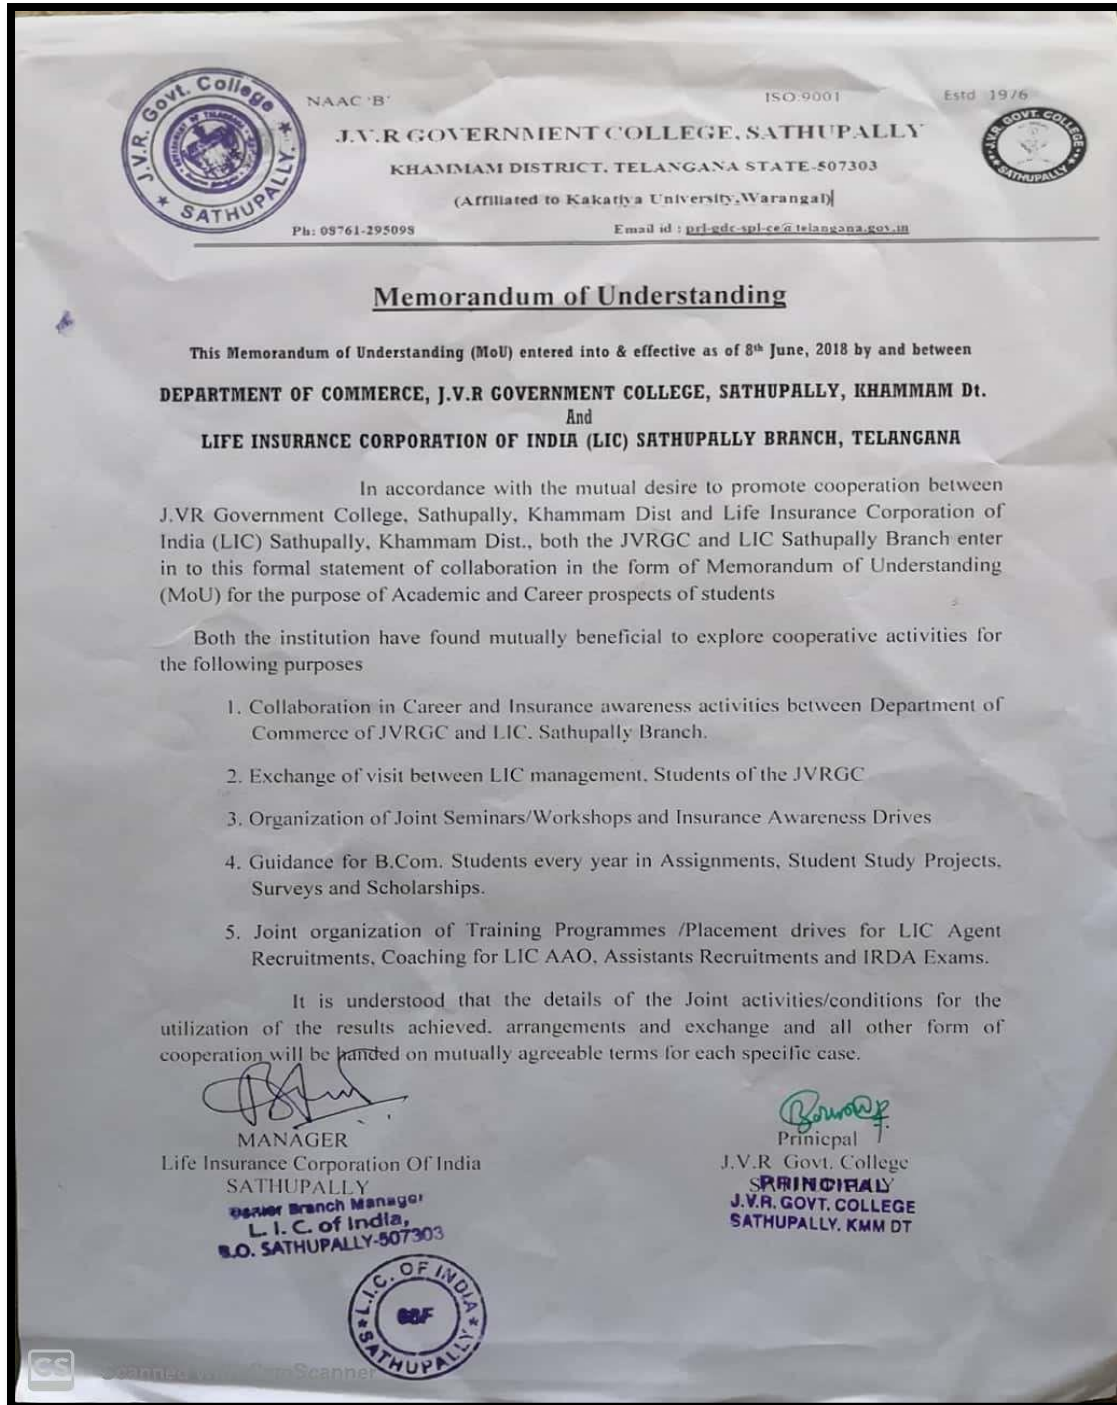 J.V.R. Govt. College
SATHUPALLY.
NAAC 'B'
ISO:9001
Estd 1976
J.V.R GOVERNMENT COLLEGE, SATHUPALLY
KHAMMAM DISTRICT, TELANGANA STATE-507303
(Affiliated to Kakatiya University,Warangal)
J.V.R. GOVT. COLLEGE
SATHUPALLY
Ph: 08761-295098
Email id : prl-gdc-spl-ce@telangana.gov.in
Memorandum of Understanding
This Memorandum of Understanding (MoU) entered into & effective as of 8th June, 2018 by and between
DEPARTMENT OF COMMERCE, J.V.R GOVERNMENT COLLEGE, SATHUPALLY, KHAMMAM Dt.
And
LIFE INSURANCE CORPORATION OF INDIA (LIC) SATHUPALLY BRANCH, TELANGANA
In accordance with the mutual desire to promote cooperation between
J.VR Government College, Sathupally, Khammam Dist and Life Insurance Corporation of
India (LIC) Sathupally, Khammam Dist., both the JVRGC and LIC Sathupally Branch enter
in to this formal statement of collaboration in the form of Memorandum of Understanding
(MoU) for the purpose of Academic and Career prospects of students
Both the institution have found mutually beneficial to explore cooperative activities for
the following purposes
1. Collaboration in Career and Insurance awareness activities between Department of
Commerce of JVRGC and LIC. Sathupally Branch.
2. Exchange of visit between LIC management, Students of the JVRGC
3. Organization of Joint Seminars/Workshops and Insurance Awareness Drives
4. Guidance for B.Com. Students every year in Assignments, Student Study Projects,
Surveys and Scholarships.
5. Joint organization of Training Programmes /Placement drives for LIC Agent
Recruitments, Coaching for LIC AAO, Assistants Recruitments and IRDA Exams.
It is understood that the details of the Joint activities/conditions for the
utilization of the results achieved. arrangements and exchange and all other form of
cooperation will be handed on mutually agreeable terms for each specific case.
MANAGER
Life Insurance Corporation Of India
SATHUPALLY
Senior Branch Manager
L. I. C. of India,
B.O. SATHUPALLY-507303
Prinicpal
J.V.R Govt. College
PRINCIPAL
J.V.R. GOVT. COLLEGE
SATHUPALLY. KMM DT
L.I.C. OF INDIA
68F
SATHUPALLY
CS
Scanned with CamScanner